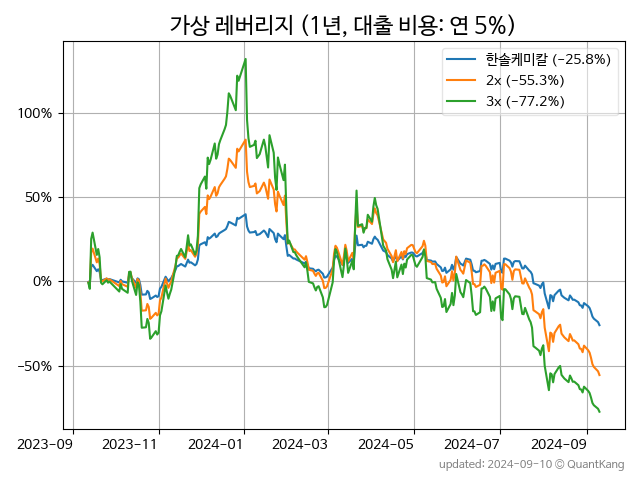 가상 레버리지 (1년, 대출 비용: 연 5%)
한솔케미칼 (-25.8%)
2x (-55.3%)
3x (-77.2%)
100%
50%
0%
-50%
2023-09 2023-11 2024-01 2024-03 2024-05 2024-07 2024-09
updated: 2024-09-10 © QuantKang